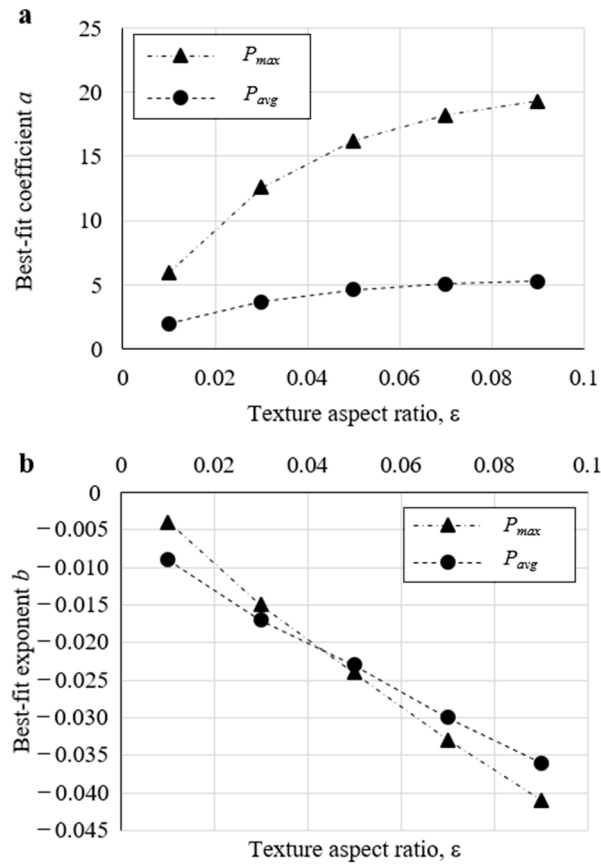 a
25
20
15
10
5
0
Best-fit coefficient a
P_max
P_avg
0 0.02 0.04 0.06 0.08 0.1
Texture aspect ratio, ε
b
0 0.02 0.04 0.06 0.08 0.1
0
−0.005
−0.010
−0.015
−0.020
−0.025
−0.030
−0.035
−0.040
−0.045
Best-fit exponent b
P_max
P_avg
Texture aspect ratio, ε